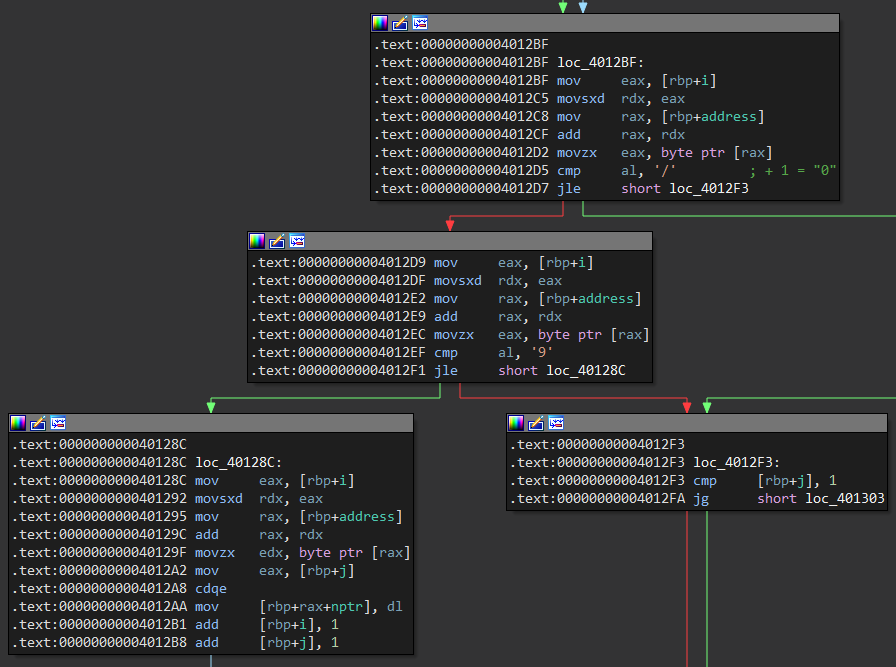 .text:00000000004012BF
.text:00000000004012BF loc_4012BF:
.text:00000000004012BF mov eax, [rbp+i]
.text:00000000004012C5 movsxd rdx, eax
.text:00000000004012C8 mov rax, [rbp+address]
.text:00000000004012CF add rax, rdx
.text:00000000004012D2 movzx eax, byte ptr [rax]
.text:00000000004012D5 cmp al, '/' ; + 1 = "0"
.text:00000000004012D7 jle short loc_4012F3
.text:00000000004012D9 mov eax, [rbp+i]
.text:00000000004012DF movsxd rdx, eax
.text:00000000004012E2 mov rax, [rbp+address]
.text:00000000004012E9 add rax, rdx
.text:00000000004012EC movzx eax, byte ptr [rax]
.text:00000000004012EF cmp al, '9'
.text:00000000004012F1 jle short loc_40128C
.text:000000000040128C
.text:000000000040128C loc_40128C:
.text:000000000040128C mov eax, [rbp+i]
.text:0000000000401292 movsxd rdx, eax
.text:0000000000401295 mov rax, [rbp+address]
.text:000000000040129C add rax, rdx
.text:000000000040129F movzx edx, byte ptr [rax]
.text:00000000004012A2 mov eax, [rbp+j]
.text:00000000004012A8 cdqe
.text:00000000004012AA mov [rbp+rax+nptr], dl
.text:00000000004012B1 add [rbp+i], 1
.text:00000000004012B8 add [rbp+j], 1
.text:00000000004012F3
.text:00000000004012F3 loc_4012F3:
.text:00000000004012F3 cmp [rbp+j], 1
.text:00000000004012FA jg short loc_401303